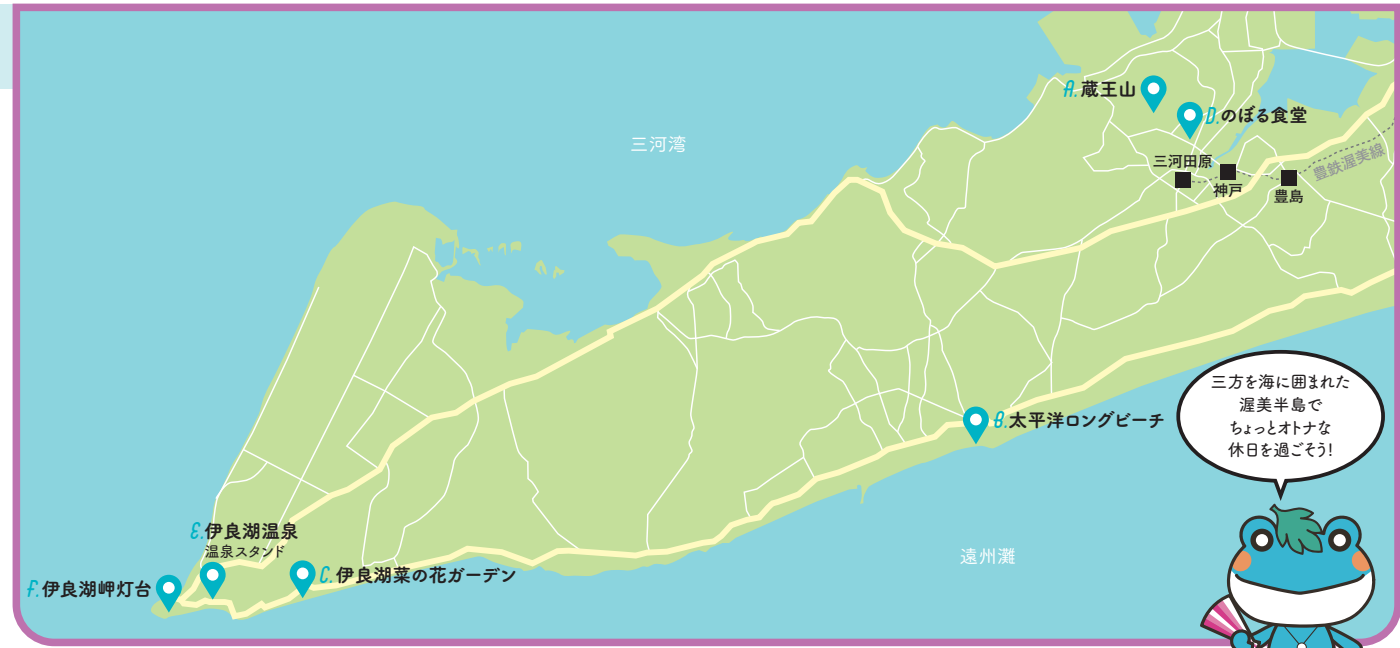 A.蔵王山
D.のぼる食堂
三河湾
三河田原
神戸
豊島
豊鉄渥美線
三方を海に囲まれた
渥美半島で
ちょっとオトナな
休日を過ごそう!
B.太平洋ロングビーチ
E.伊良湖温泉
温泉スタンド
遠州灘
C.伊良湖菜の花ガーデン
F.伊良湖岬灯台